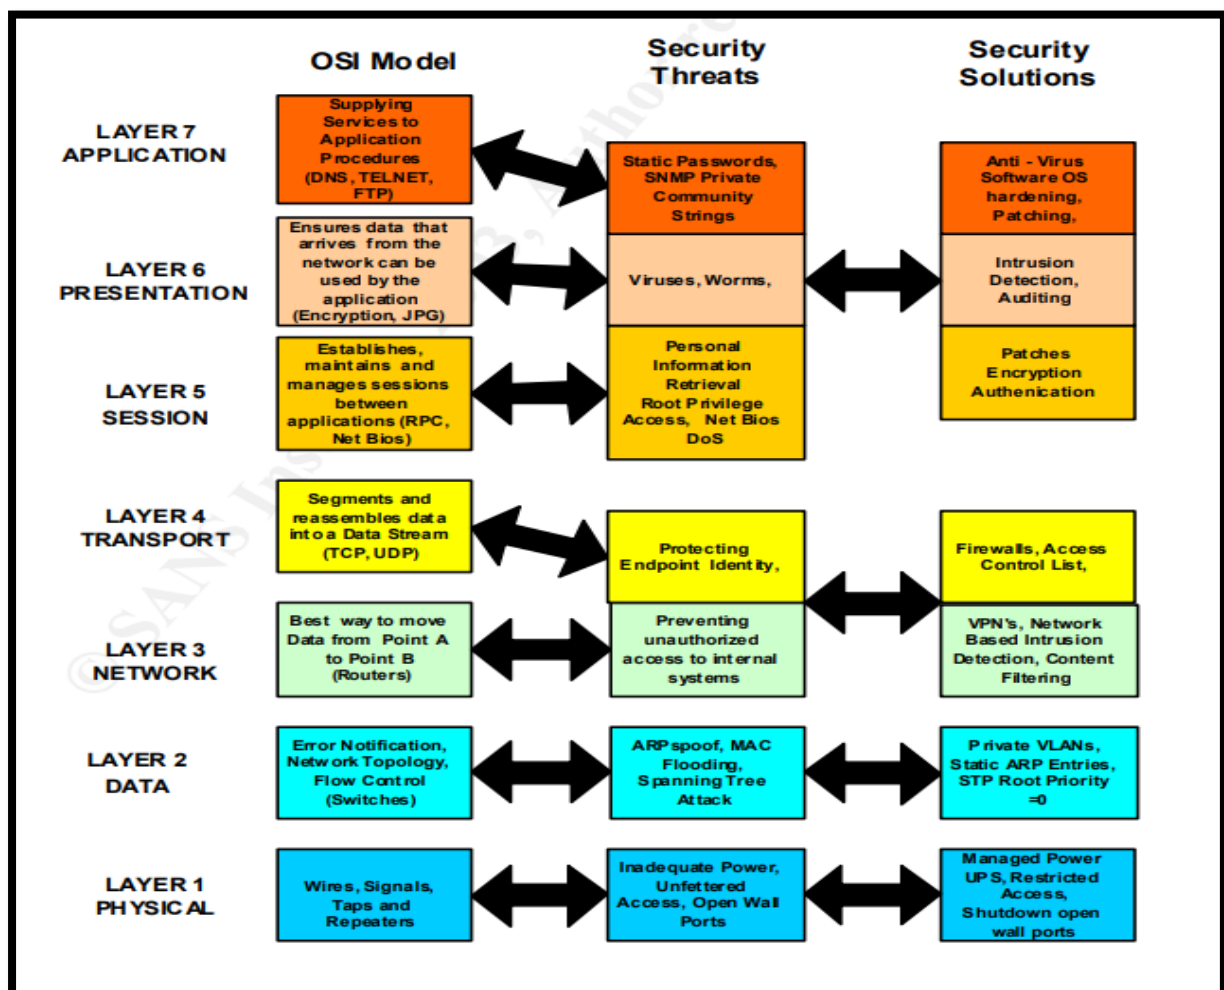 OSI Model
Security
Threats
Security
Solutions
LAYER 7
APPLICATION
Supplying
Services to
Application
Procedures
(DNS, TELNET,
FTP)
Static Passwords,
SNMP Private
Community
Strings
Anti - Virus
Software OS
hardening,
Patching,
LAYER 6
PRESENTATION
Ensures data that
arrives from the
network can be
used by the
application
(Encryption, JPG)
Viruses, Worms,
Intrusion
Detection,
Auditing
LAYER 5
SESSION
Establishes,
maintains and
manages sessions
between
applications (RPC,
Net Bios)
Personal
Information
Retrieval
Root Privilege
Access, Net Bios
DoS
Patches
Encryption
Authenication
LAYER 4
TRANSPORT
Segments and
reassembles data
into a Data Stream
(TCP, UDP)
Protecting
Endpoint Identity,
Firewalls, Access
Control List,
LAYER 3
NETWORK
Best way to move
Data from Point A
to Point B
(Routers)
Preventing
unauthorized
access to internal
systems
VPN's, Network
Based Intrusion
Detection, Content
Filtering
LAYER 2
DATA
Error Notification,
Network Topology,
Flow Control
(Switches)
ARPspoof, MAC
Flooding,
Spanning Tree
Attack
Private VLANs,
Static ARP Entries,
STP Root Priority
=0
LAYER 1
PHYSICAL
Wires, Signals,
Taps and
Repeaters
Inadequate Power,
Unfettered
Access, Open Wall
Ports
Managed Power
UPS, Restricted
Access,
Shutdown open
wall ports
© SANS